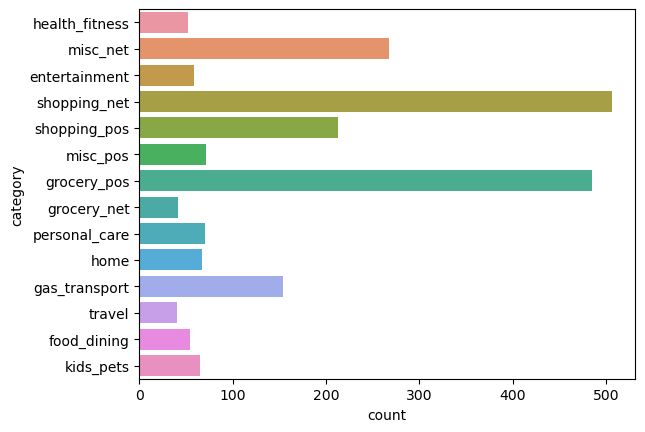 health_fitness
misc_net
entertainment
shopping_net
shopping_pos
misc_pos
grocery_pos
grocery_net
personal_care
home
gas_transport
travel
food_dining
kids_pets
category
0 100 200 300 400 500
count